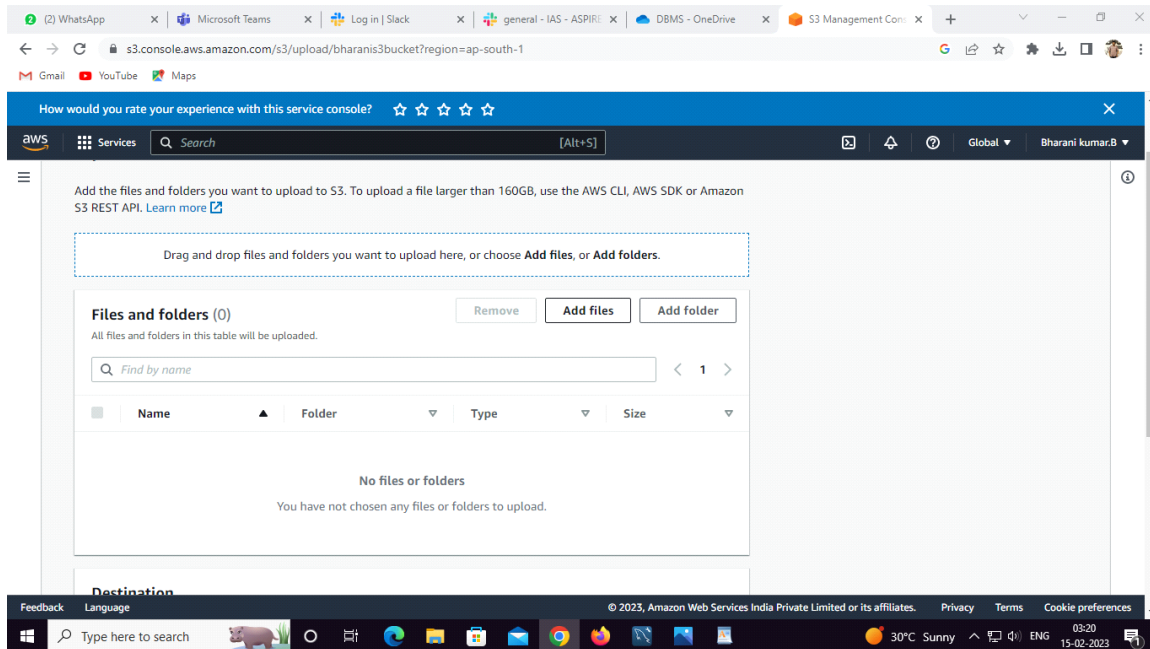 (2) WhatsApp
Microsoft Teams
Log in | Slack
general - IAS - ASPIRE
DBMS - OneDrive
S3 Management Con
s3.console.aws.amazon.com/s3/upload/bharanis3bucket?region=ap-south-1
Gmail
YouTube
Maps
How would you rate your experience with this service console?
aws
Services
Search
[Alt+S]
Global
Bharani kumar.B
Add the files and folders you want to upload to S3. To upload a file larger than 160GB, use the AWS CLI, AWS SDK or Amazon
S3 REST API. Learn more
Drag and drop files and folders you want to upload here, or choose Add files, or Add folders.
Files and folders (0)
Remove
Add files
Add folder
All files and folders in this table will be uploaded.
Find by name
1
Name
Folder
Type
Size
No files or folders
You have not chosen any files or folders to upload.
Destination
Feedback
Language
© 2023, Amazon Web Services India Private Limited or its affiliates.
Privacy
Terms
Cookie preferences
Type here to search
30°C Sunny
ENG
03:20
15-02-2023
1